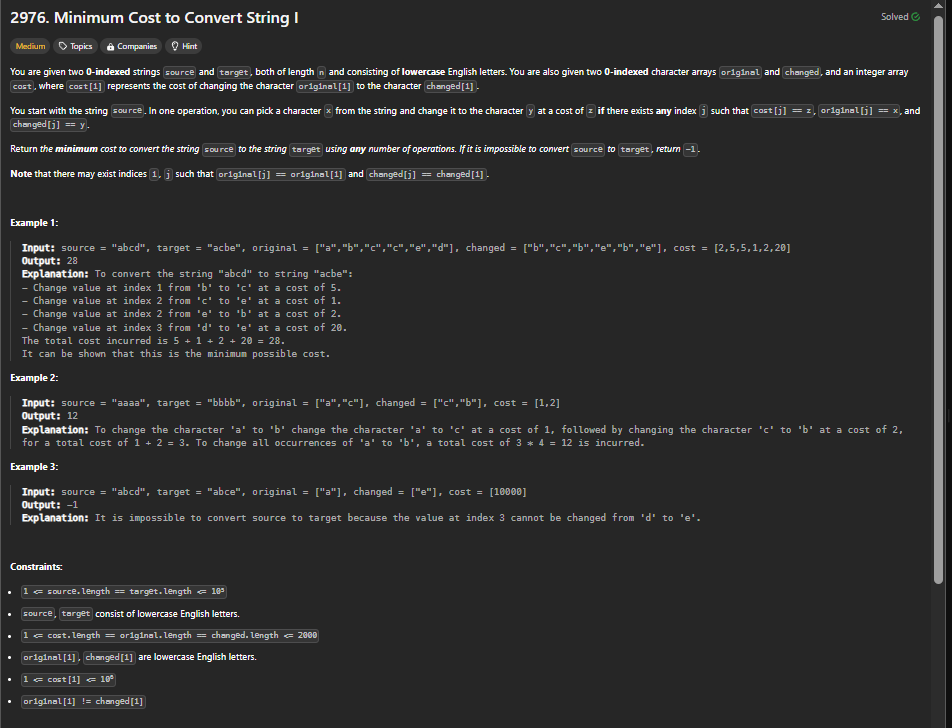 2976. Minimum Cost to Convert String I
Solved
Medium Topics Companies Hint
You are given two 0-indexed strings source and target, both of length n and consisting of lowercase English letters. You are also given two 0-indexed character arrays original and changed, and an integer array
cost, where cost[i] represents the cost of changing the character original[i] to the character changed[i].
You start with the string source. In one operation, you can pick a character x from the string and change it to the character y at a cost of z if there exists any index j such that cost[j] == z, original[j] == x, and
changed[j] == y.
Return the minimum cost to convert the string source to the string target using any number of operations. If it is impossible to convert source to target, return -1.
Note that there may exist indices i, j such that original[j] == original[i] and changed[j] == changed[i].
Example 1:
Input: source = "abcd", target = "acbe", original = ["a","b","c","c","e","d"], changed = ["b","c","b","e","b","e"], cost = [2,5,5,1,2,20]
Output: 28
Explanation: To convert the string "abcd" to string "acbe":
- Change value at index 1 from 'b' to 'c' at a cost of 5.
- Change value at index 2 from 'c' to 'e' at a cost of 1.
- Change value at index 2 from 'e' to 'b' at a cost of 2.
- Change value at index 3 from 'd' to 'e' at a cost of 20.
The total cost incurred is 5 + 1 + 2 + 20 = 28.
It can be shown that this is the minimum possible cost.
Example 2:
Input: source = "aaaa", target = "bbbb", original = ["a","c"], changed = ["c","b"], cost = [1,2]
Output: 12
Explanation: To change the character 'a' to 'b' change the character 'a' to 'c' at a cost of 1, followed by changing the character 'c' to 'b' at a cost of 2,
for a total cost of 1 + 2 = 3. To change all occurrences of 'a' to 'b', a total cost of 3 * 4 = 12 is incurred.
Example 3:
Input: source = "abcd", target = "abce", original = ["a"], changed = ["e"], cost = [10000]
Output: -1
Explanation: It is impossible to convert source to target because the value at index 3 cannot be changed from 'd' to 'e'.
Constraints:
• 1 <= source.length == target.length <= 10⁵
• source, target consist of lowercase English letters.
• 1 <= cost.length == original.length == changed.length <= 2000
• original[i], changed[i] are lowercase English letters.
• 1 <= cost[i] <= 10⁶
• original[i] != changed[i]